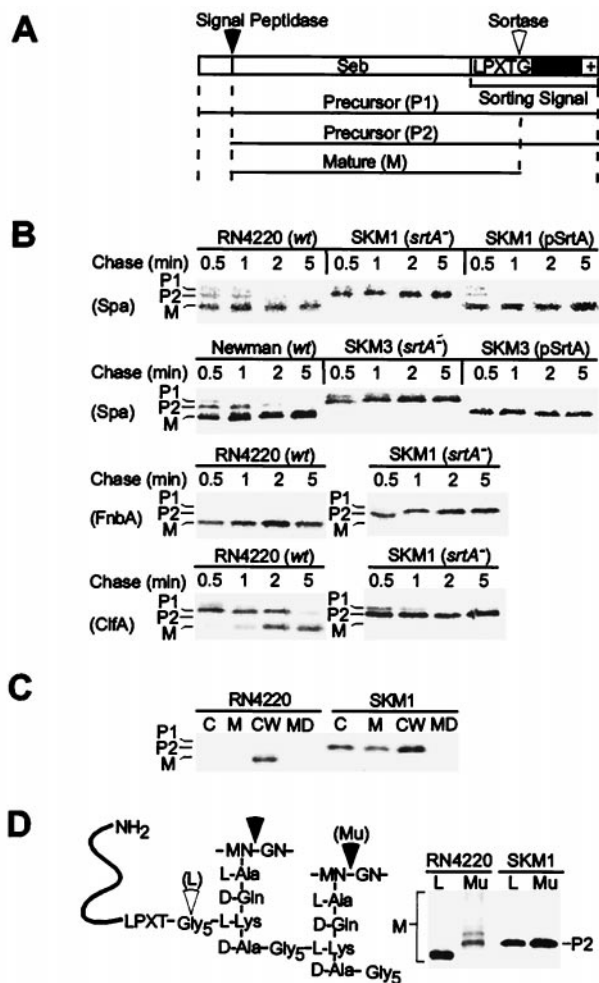 A
Signal Peptidase Sortase
Seb LPXTG +
Precursor (P1) Sorting Signal
Precursor (P2)
Mature (M)
B
RN4220 (wt) SKM1 (srtA-) SKM1 (pSrtA)
Chase (min) 0.5 1 2 5 0.5 1 2 5 0.5 1 2 5
P1
P2
(Spa) M
Newman (wt) SKM3 (srtA-) SKM3 (pSrtA)
Chase (min) 0.5 1 2 5 0.5 1 2 5 0.5 1 2 5
P1
P2
(Spa) M
RN4220 (wt) SKM1 (srtA-)
Chase (min) 0.5 1 2 5 0.5 1 2 5
P1 P1
P2 P2
(FnbA) M M
RN4220 (wt) SKM1 (srtA-)
Chase (min) 0.5 1 2 5 0.5 1 2 5
P1 P1
P2 P2
(ClfA) M M
C
RN4220 SKM1
C M CW MD C M CW MD
P1
P2
M
D
NH2 (Mu)
-MN-GN- -MN-GN-
L-Ala L-Ala
(L) D-Gln D-Gln
LPXT-Gly5-L-Lys
D-Ala-Gly5-L-Lys
D-Ala-Gly5
RN4220 SKM1
L Mu L Mu
M
-P2